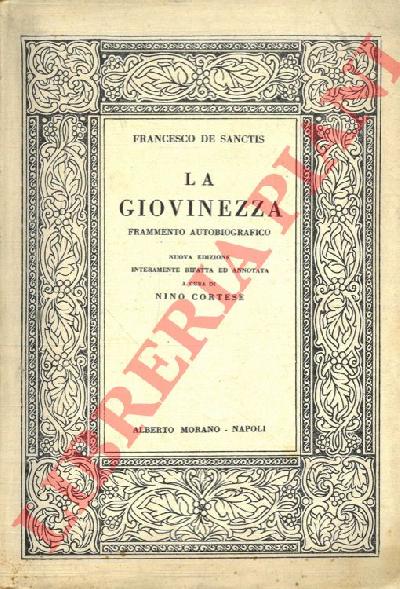 FRANCESCO DE SANCTIS
LA
GIOVINEZZA
FRAMMENTO AUTOBIOGRAFICO
NUOVA EDIZIONE
INTERAMENTE RIFATTA ED ANNOTATA
A CURA DI
NINO CORTESE
ALBERTO MORANO - NAPOLI
LIBRERIA PIANI